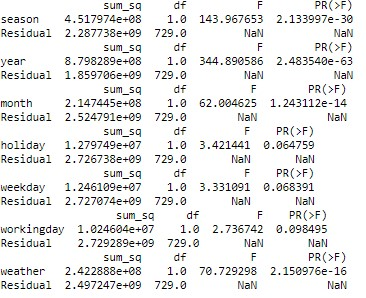 sum_sq df F PR(>F)
season 4.517974e+08 1.0 143.967653 2.133997e-30
Residual 2.287738e+09 729.0 NaN NaN
sum_sq df F PR(>F)
year 8.798289e+08 1.0 344.890586 2.483540e-63
Residual 1.859706e+09 729.0 NaN NaN
sum_sq df F PR(>F)
month 2.147445e+08 1.0 62.004625 1.243112e-14
Residual 2.524791e+09 729.0 NaN NaN
sum_sq df F PR(>F)
holiday 1.279749e+07 1.0 3.421441 0.064759
Residual 2.726738e+09 729.0 NaN NaN
sum_sq df F PR(>F)
weekday 1.246109e+07 1.0 3.331091 0.068391
Residual 2.727074e+09 729.0 NaN NaN
sum_sq df F PR(>F)
workingday 1.024604e+07 1.0 2.736742 0.098495
Residual 2.729289e+09 729.0 NaN NaN
sum_sq df F PR(>F)
weather 2.422888e+08 1.0 70.729298 2.150976e-16
Residual 2.497247e+09 729.0 NaN NaN